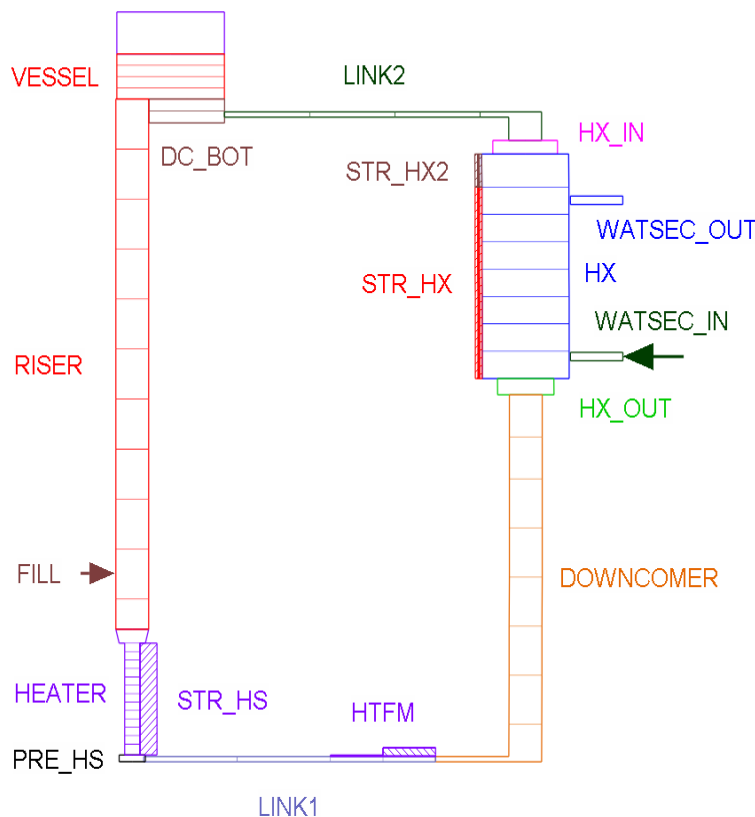 LINK2
VESSEL
HX_IN
DC_BOT
STR_HX2
WATSEC_OUT
HX
STR_HX
WATSEC_IN
RISER
HX_OUT
FILL
DOWNCOMER
HEATER
STR_HS
HTFM
PRE_HS
LINK1